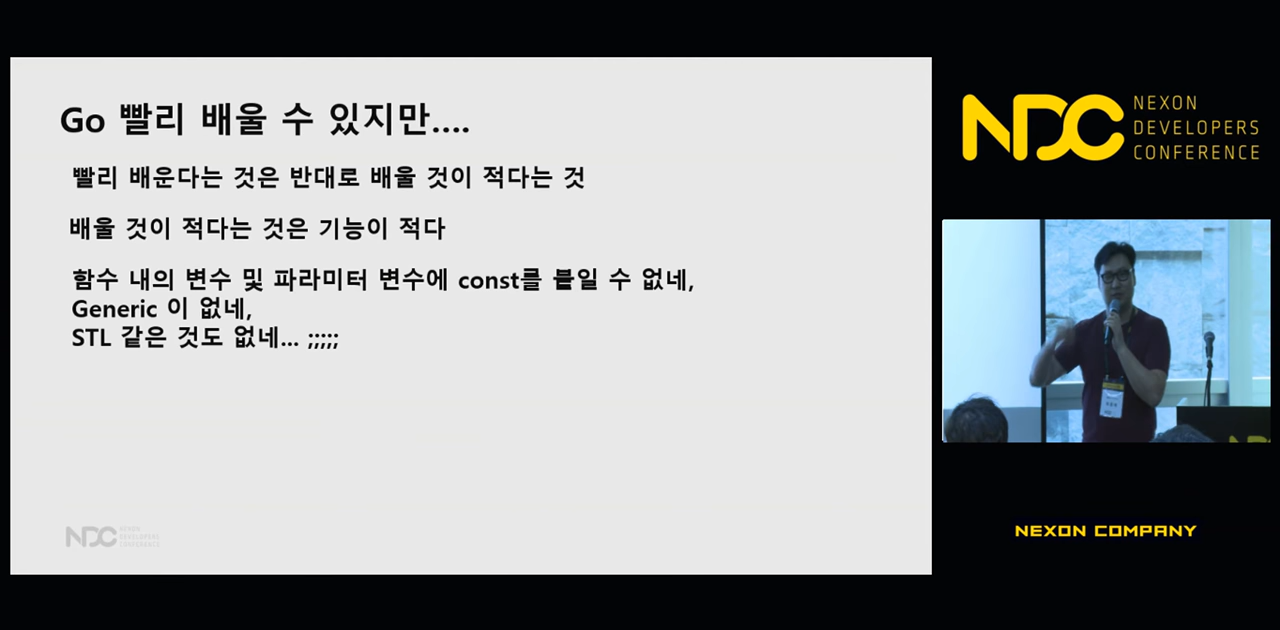 Go 빨리 배울 수 있지만....
빨리 배운다는 것은 반대로 배울 것이 적다는 것
배울 것이 적다는 것은 기능이 적다
함수 내의 변수 및 파라미터 변수에 const를 븥일 수 없네,
Generic 이 없네,
STL 같은 것도 없네... ;;;;;
NDC NEXON
DEVELOPERS
CONFERENCE
NDC NEXON
DEVELOPERS
CONFERENCE
NEXON COMPANY